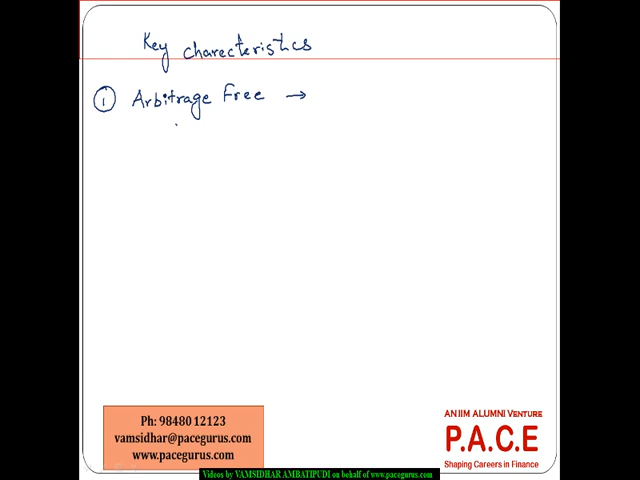 Key charecteristics
1 Arbitrage Free →
Ph: 98480 12123
vamsidhar@pacegurus.com
www.pacegurus.com
AN IIM ALUMNI VENTURE
P.A.C.E
Shaping Careers in Finance
Videos by VAMSIDHAR AMBATIPUDI on behalf of www.pacegurus.com